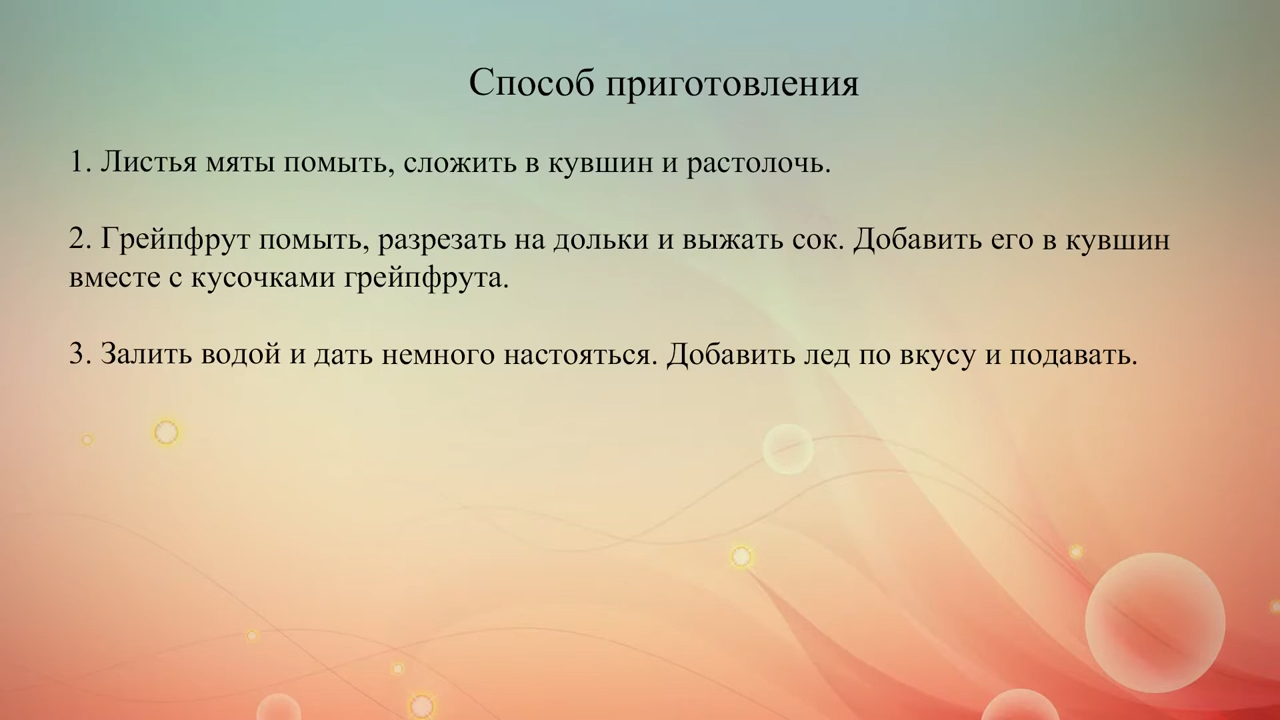 Способ приготовления
1. Листья мяты помыть, сложить в кувшин и растолочь.
2. Грейпфрут помыть, разрезать на дольки и выжать сок. Добавить его в кувшин
вместе с кусочками грейпфрута.
3. Залить водой и дать немного настояться. Добавить лед по вкусу и подавать.